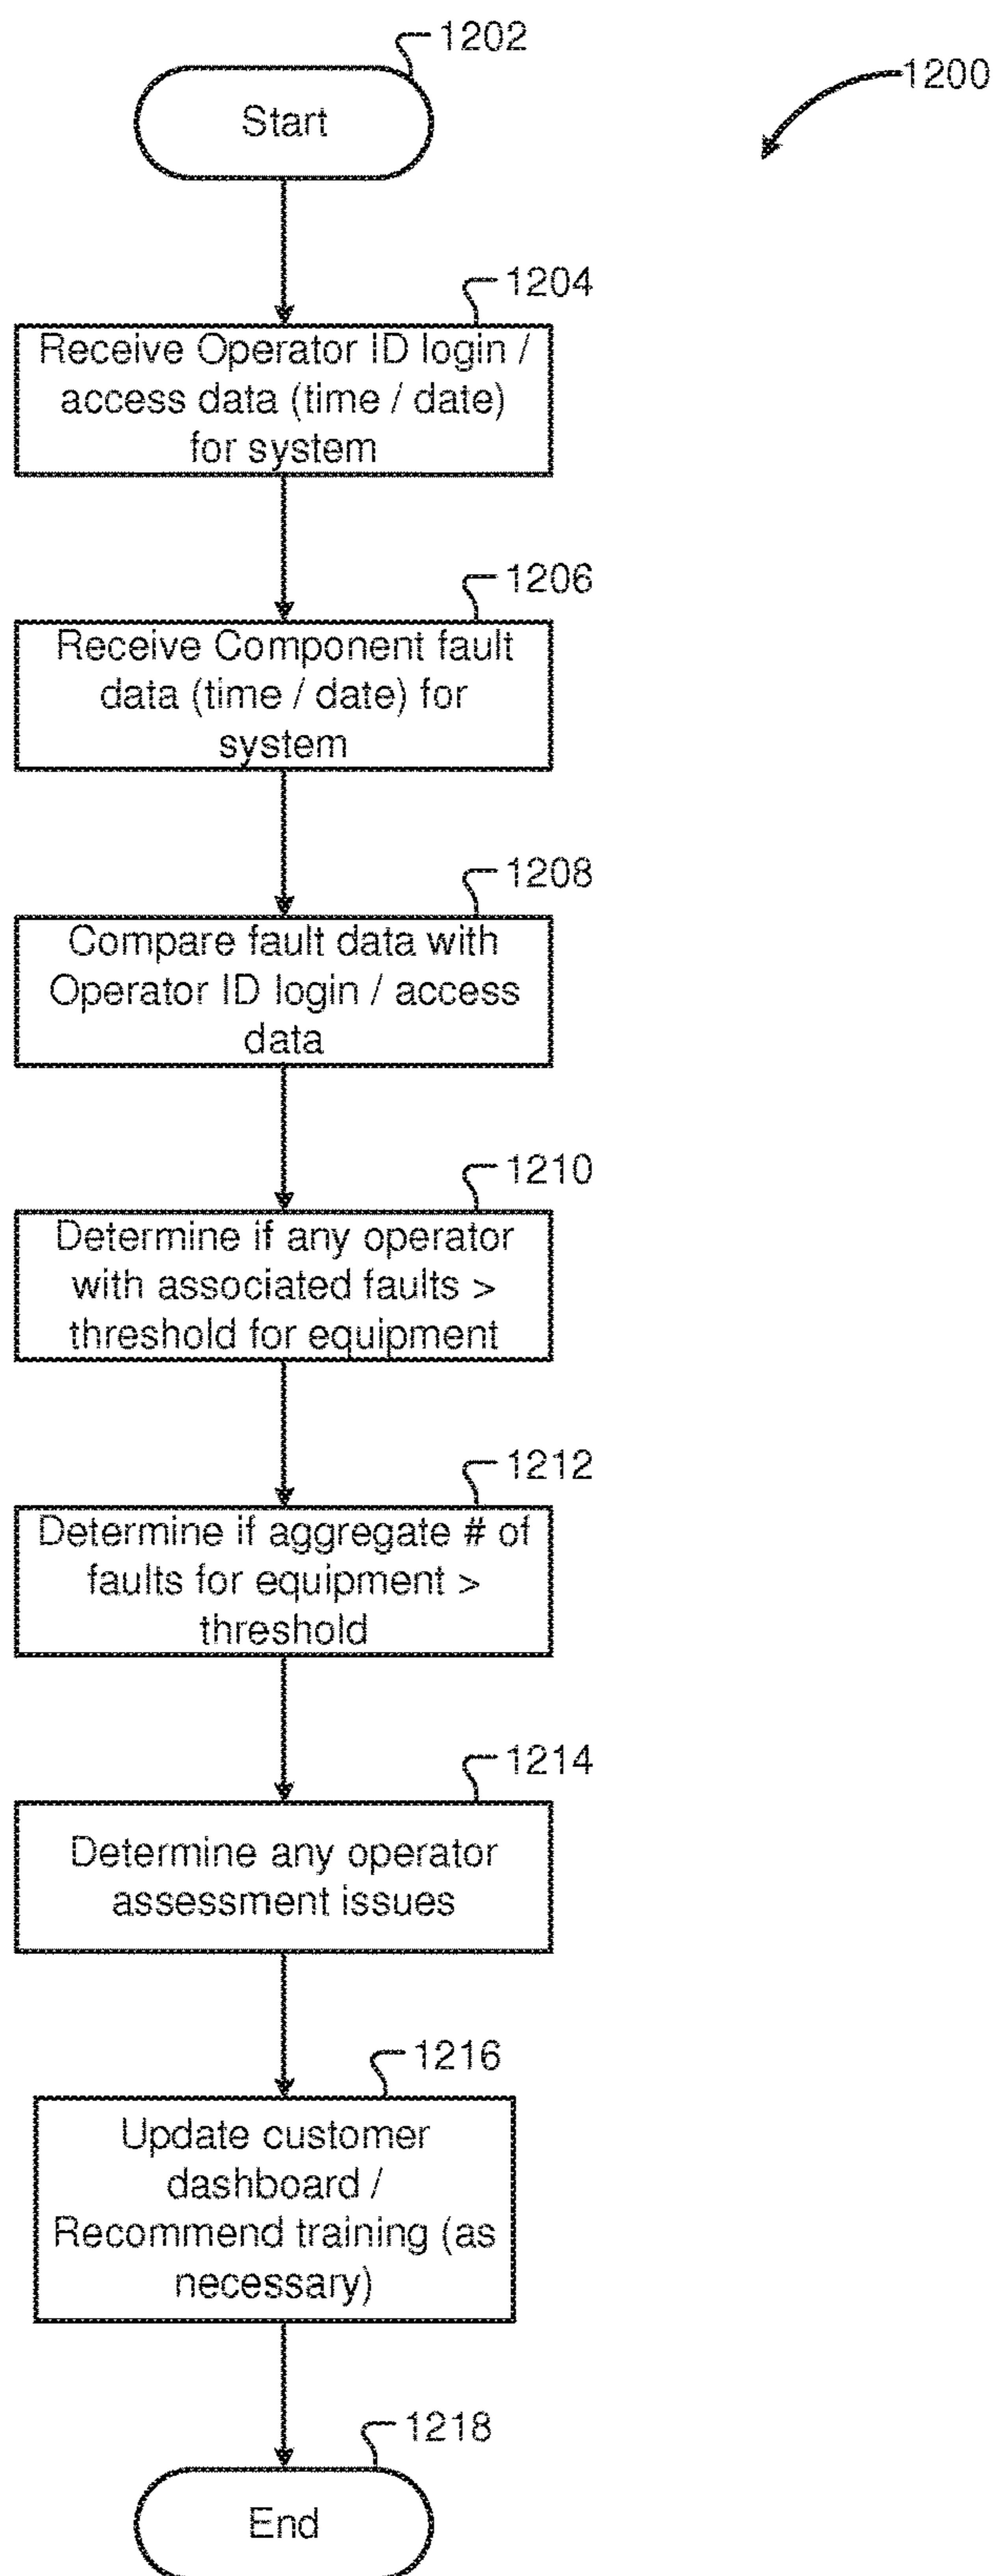 1202
1200
Start
1204
Receive Operator ID login /
access data (time / date)
for system
1206
Receive Component fault
data (time / date) for
system
1208
Compare fault data with
Operator ID login / access
data
1210
Determine if any operator
with associated faults >
threshold for equipment
1212
Determine if aggregate # of
faults for equipment >
threshold
1214
Determine any operator
assessment issues
1216
Update customer
dashboard /
Recommend training (as
necessary)
1218
End